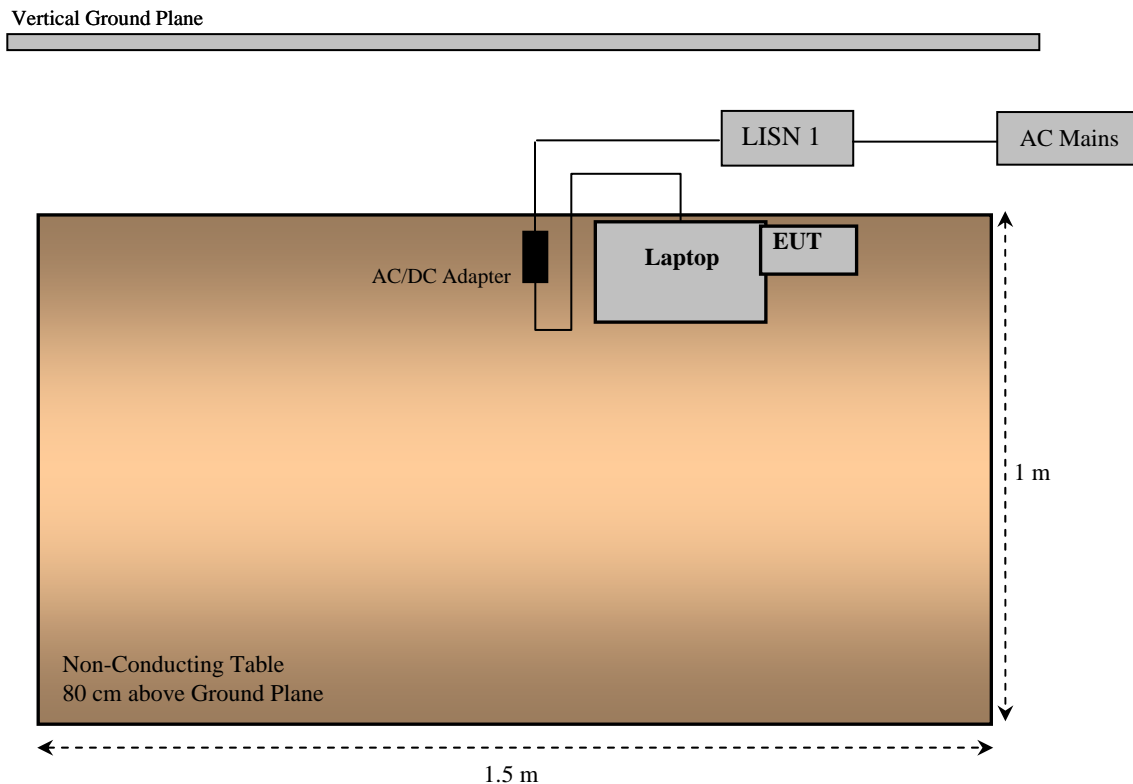 Vertical Ground Plane
LISN 1
AC Mains
EUT
Laptop
AC/DC Adapter
1 m
Non-Conducting Table
80 cm above Ground Plane
1.5 m